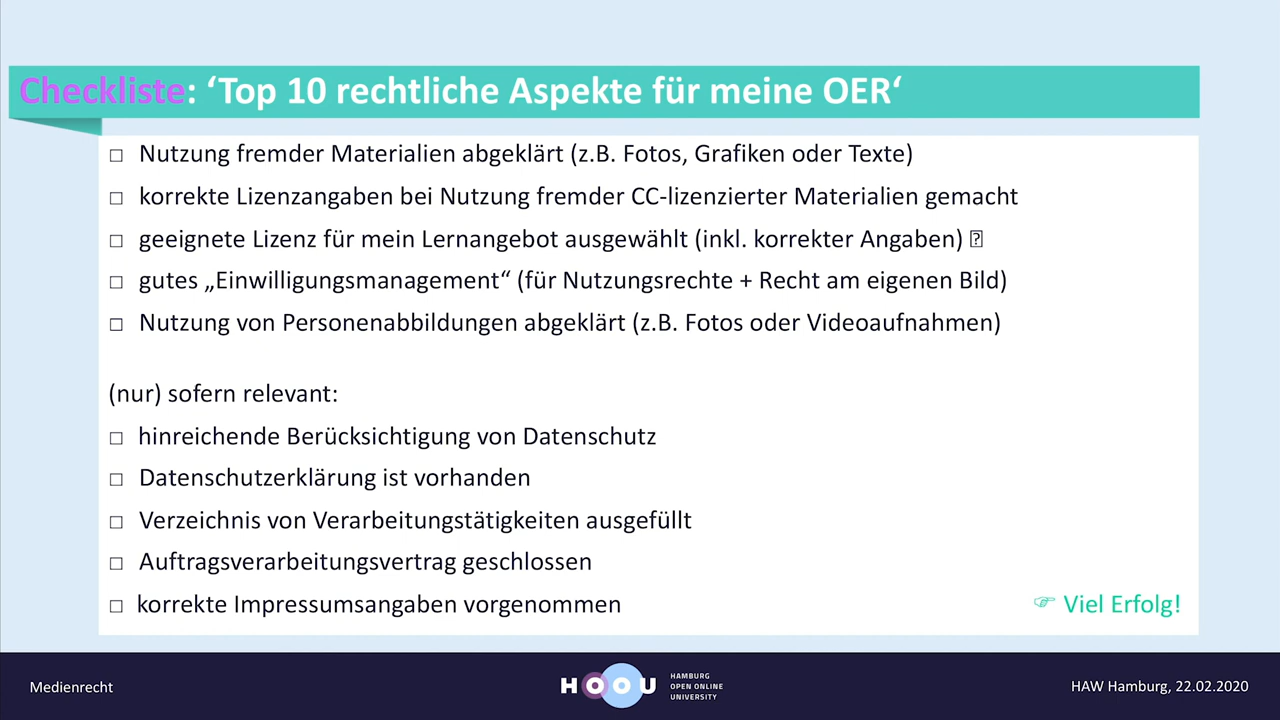 Checkliste: ‘Top 10 rechtliche Aspekte für meine OER‘
□ Nutzung fremder Materialien abgeklärt (z.B. Fotos, Grafiken oder Texte)
□ korrekte Lizenzangaben bei Nutzung fremder CC-lizenzierter Materialien gemacht
□ geeignete Lizenz für mein Lernangebot ausgewählt (inkl. korrekter Angaben) 
□ gutes „Einwilligungsmanagement“ (für Nutzungsrechte + Recht am eigenen Bild)
□ Nutzung von Personenabbildungen abgeklärt (z.B. Fotos oder Videoaufnahmen)
(nur) sofern relevant:
□ hinreichende Berücksichtigung von Datenschutz
□ Datenschutzerklärung ist vorhanden
□ Verzeichnis von Verarbeitungstätigkeiten ausgefüllt
□ Auftragsverarbeitungsvertrag geschlossen
□ korrekte Impressumsangaben vorgenommen
☞ Viel Erfolg!
Medienrecht
HOOU
HAMBURG
OPEN ONLINE
UNIVERSITY
HAW Hamburg, 22.02.2020